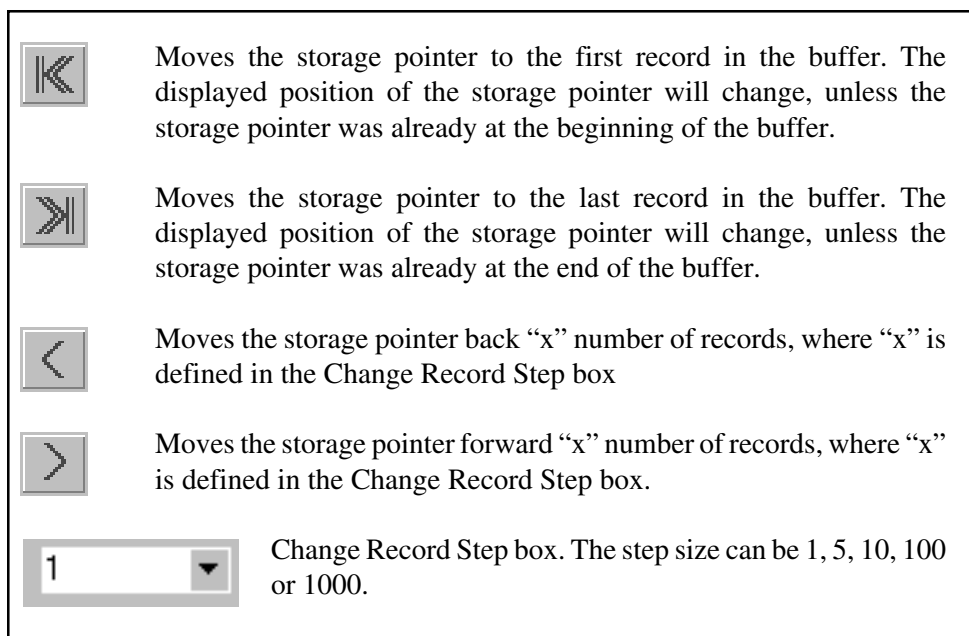 Moves the storage pointer to the first record in the buffer. The
displayed position of the storage pointer will change, unless the
storage pointer was already at the beginning of the buffer.
Moves the storage pointer to the last record in the buffer. The
displayed position of the storage pointer will change, unless the
storage pointer was already at the end of the buffer.
Moves the storage pointer back “x” number of records, where “x” is
defined in the Change Record Step box
Moves the storage pointer forward “x” number of records, where “x”
is defined in the Change Record Step box.
1
Change Record Step box. The step size can be 1, 5, 10, 100
or 1000.